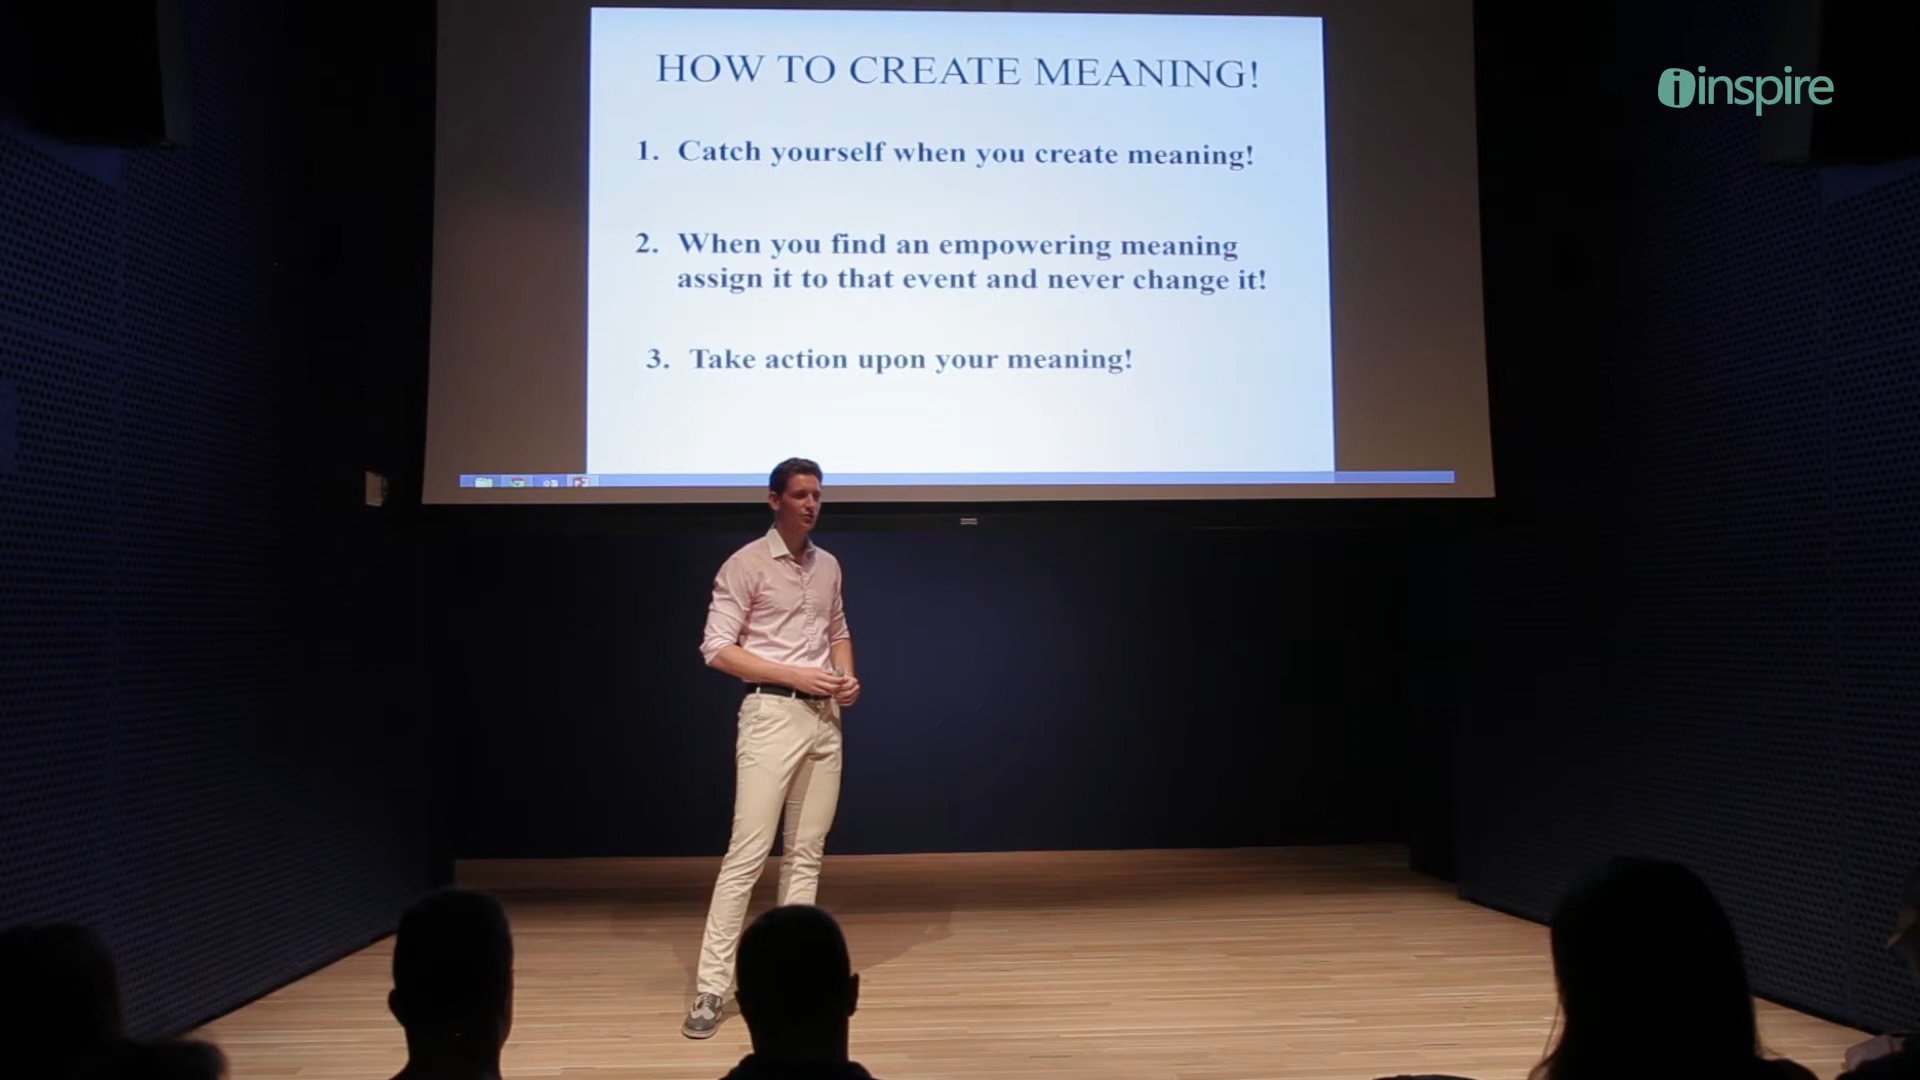 HOW TO CREATE MEANING!
iinspire
1. Catch yourself when you create meaning!
2. When you find an empowering meaning
assign it to that event and never change it!
3. Take action upon your meaning!